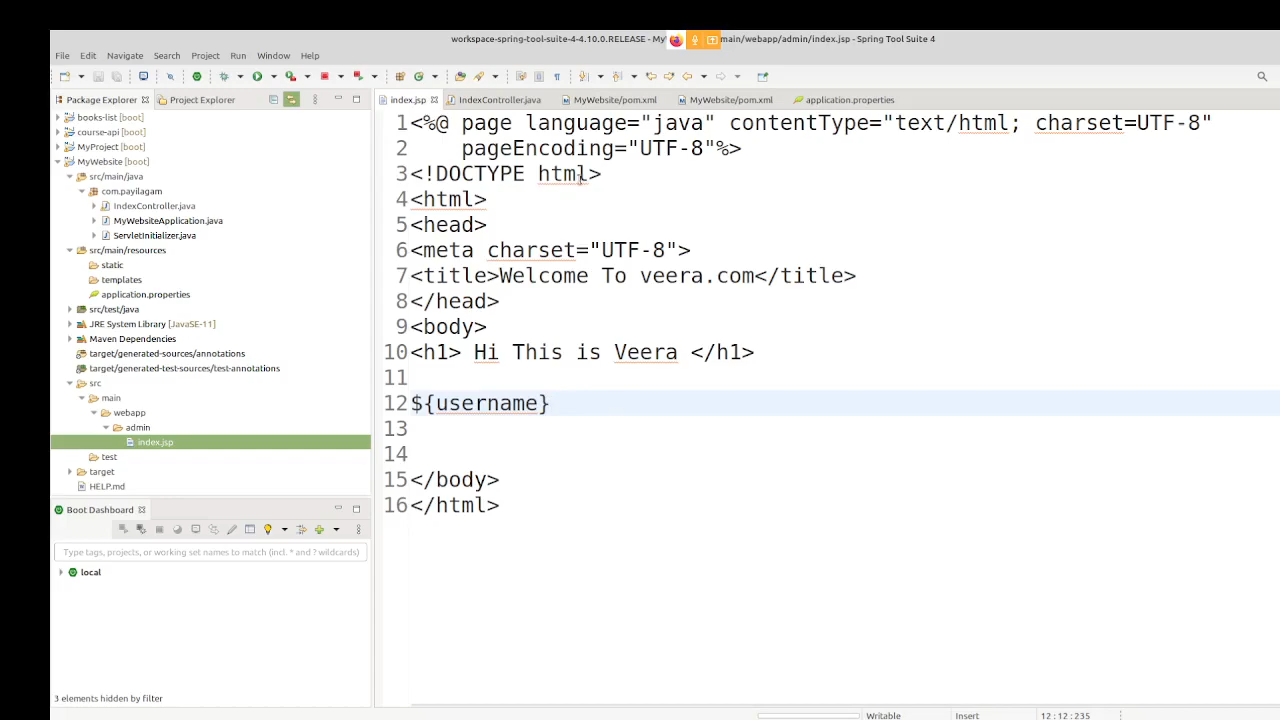 workspace-spring-tool-suite-4-4.10.0.RELEASE - My main/webapp/admin/index.jsp - Spring Tool Suite 4
File Edit Navigate Search Project Run Window Help
Package Explorer Project Explorer
books-list [boot]
course-api [boot]
MyProject [boot]
MyWebsite [boot]
src/main/java
com.payilagam
IndexController.java
MyWebsiteApplication.java
ServletInitializer.java
src/main/resources
static
templates
application.properties
src/test/java
JRE System Library [JavaSE-11]
Maven Dependencies
target/generated-sources/annotations
target/generated-test-sources/test-annotations
src
main
webapp
admin
index.jsp
test
target
HELP.md
Boot Dashboard
Type tags, projects, or working set names to match (incl. * and ? wildcards)
local
3 elements hidden by filter
index.jsp IndexController.java MyWebsite/pom.xml MyWebsite/pom.xml application.properties
1 <%@ page language="java" contentType="text/html; charset=UTF-8"
2     pageEncoding="UTF-8"%>
3 <!DOCTYPE html>
4 <html>
5 <head>
6 <meta charset="UTF-8">
7 <title>Welcome To veera.com</title>
8 </head>
9 <body>
10 <h1> Hi This is Veera </h1>
11
12 ${username}
13
14
15 </body>
16 </html>
Writable Insert 12:12:235